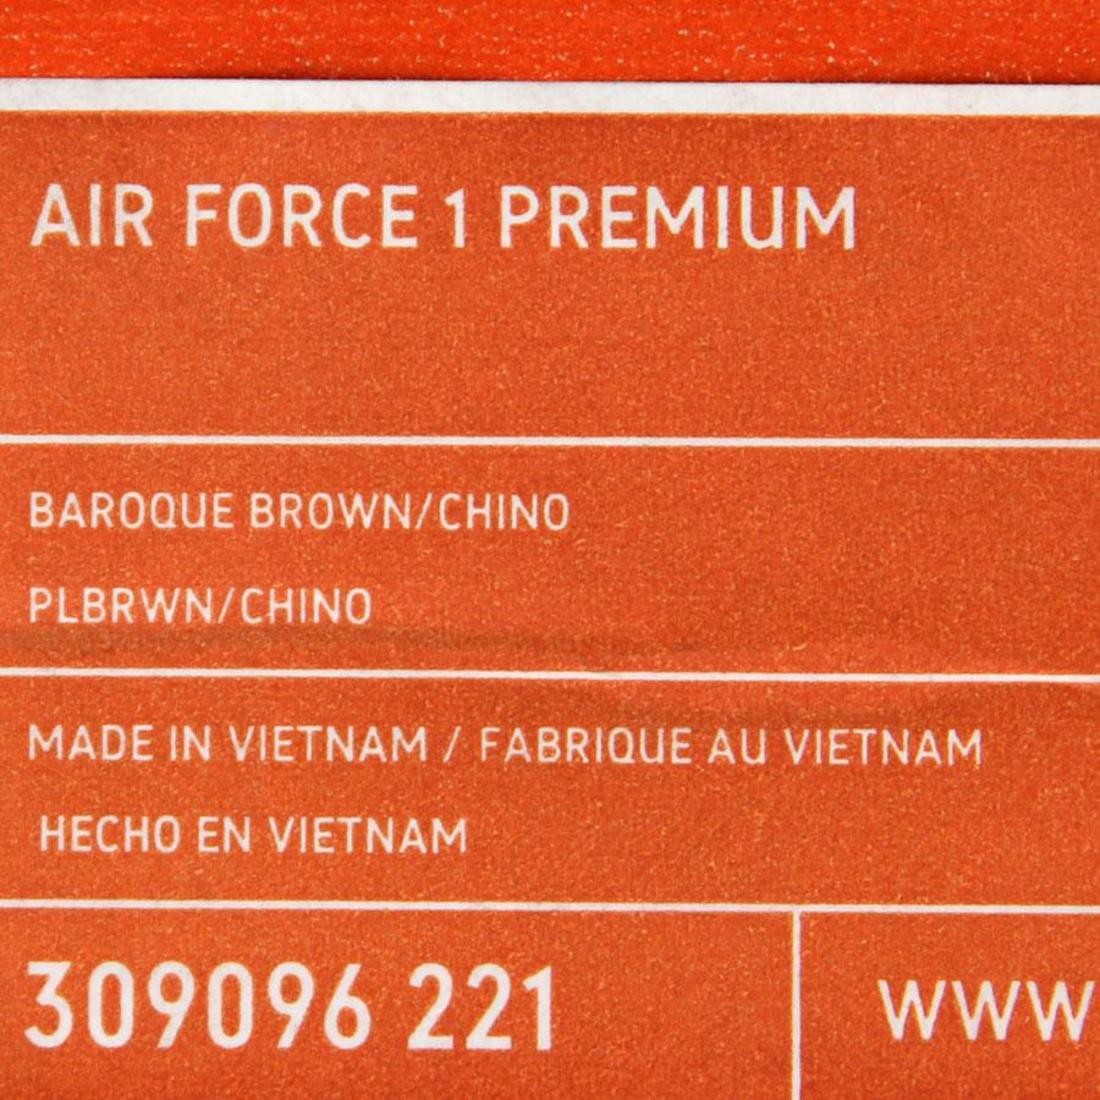 AIR FORCE 1 PREMIUM
BAROQUE BROWN/CHINO
PLBRWN/CHINO
MADE IN VIETNAM / FABRIQUE AU VIETNAM
HECHO EN VIETNAM
309096 221
WWW